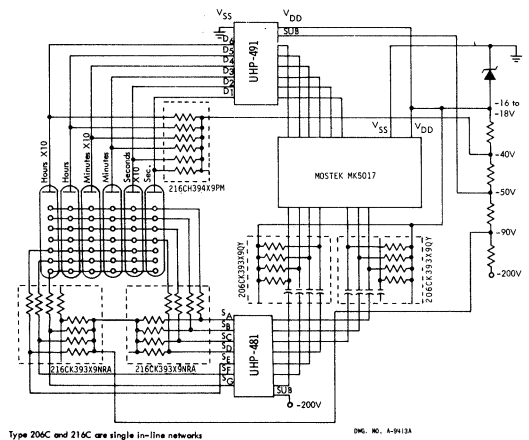 VSS
VDD
SUB
D6
D5
D4
D3
D2
D1
UHP-491
-16 to
-18V
VSS
VDD
Hours X10
Hours
Minutes X10
Minutes
Seconds X10
Sec.
216CH394X9PM
MOSTEK MK5017
-40V
-50V
-90V
-200V
206CK393X9QY
206CK393X9QY
216CK393X9NRA
216CK393X9NRA
SA
SB
SC
SD
SE
SF
SG
UHP-481
SUB
-200V
Type 206C and 216C are single in-line networks
DWG. NO. A-9413A